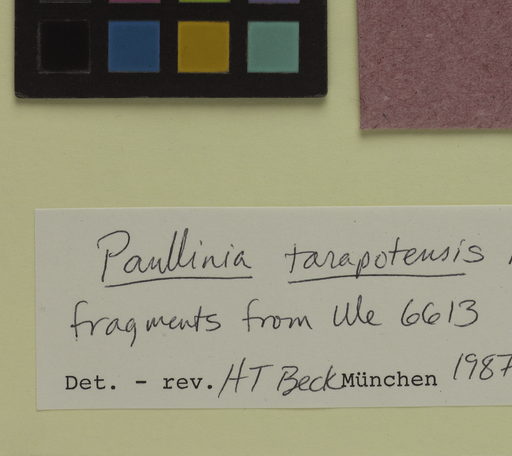 Paullinia tarapotensis
fragments from Ule 6613
Det. - rev. HT Beck München 1987